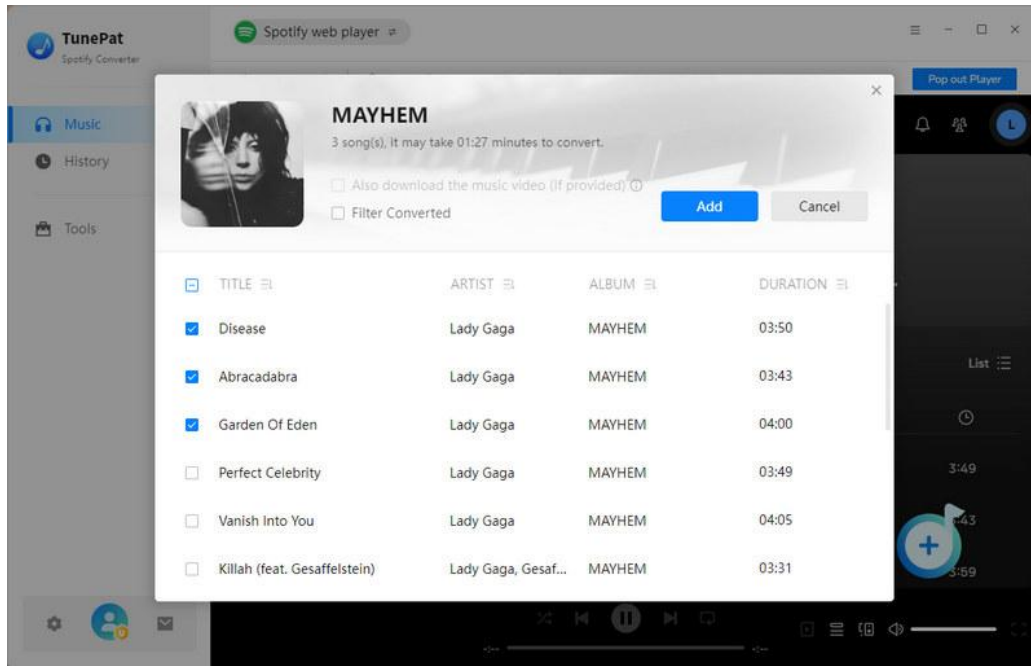 TunePat
Spotify Converter
Spotify web player
Pop out Player
Music
History
Tools
L
MAYHEM
3 song(s), it may take 01:27 minutes to convert.
Also download the music video (If provided)
Filter Converted
Add
Cancel
TITLE ARTIST ALBUM DURATION
Disease Lady Gaga MAYHEM 03:50
Abracadabra Lady Gaga MAYHEM 03:43
Garden Of Eden Lady Gaga MAYHEM 04:00
Perfect Celebrity Lady Gaga MAYHEM 03:49
Vanish Into You Lady Gaga MAYHEM 04:05
Killah (feat. Gesaffelstein) Lady Gaga, Gesaf... MAYHEM 03:31
List
3:49
3:59
-:--
-:--